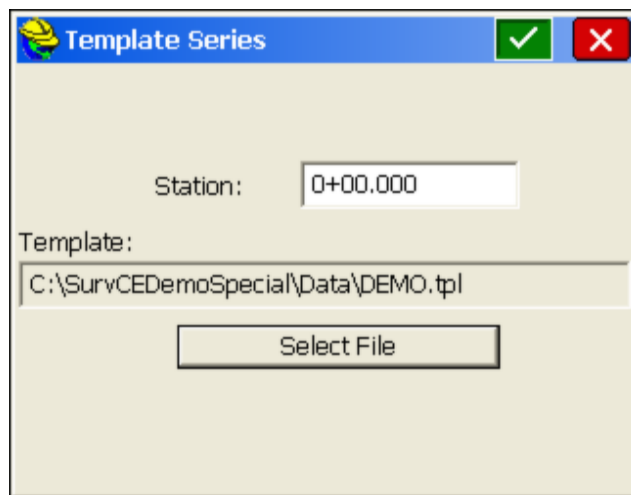 Template Series
Station: 0+00.000
Template:
C:\SurvCEDemoSpecial\Data\DEMO.tpl
Select File